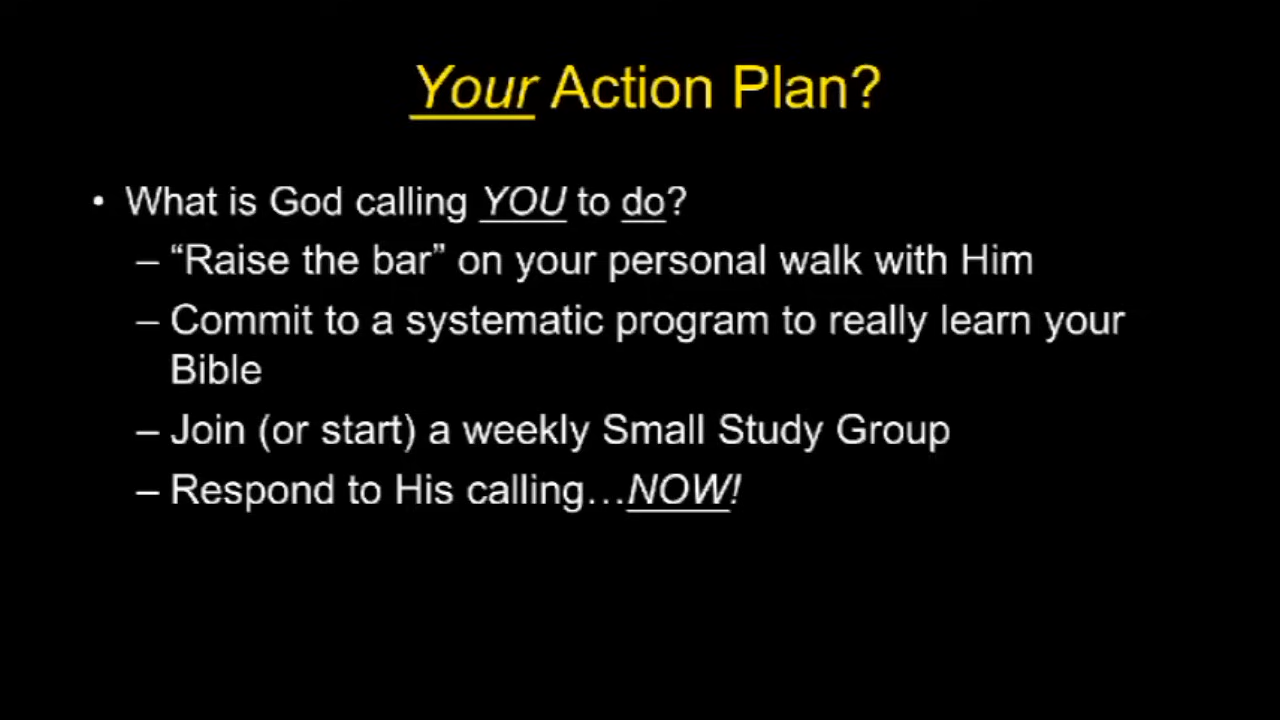 Your Action Plan?
• What is God calling YOU to do?
– “Raise the bar” on your personal walk with Him
– Commit to a systematic program to really learn your
Bible
– Join (or start) a weekly Small Study Group
– Respond to His calling…NOW!